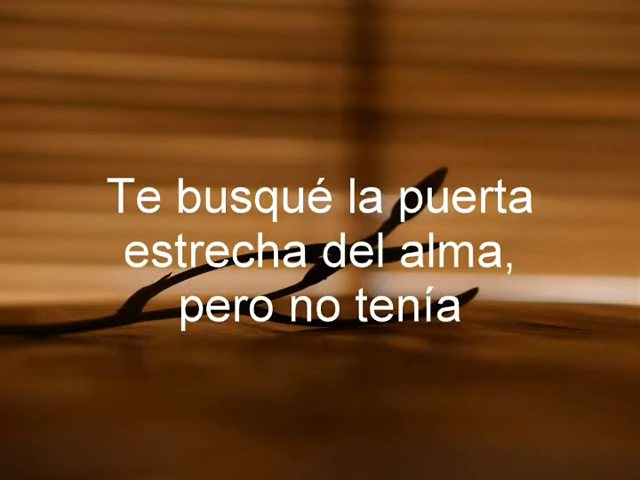 Te busqué la puerta
estrecha del alma,
pero no tenía